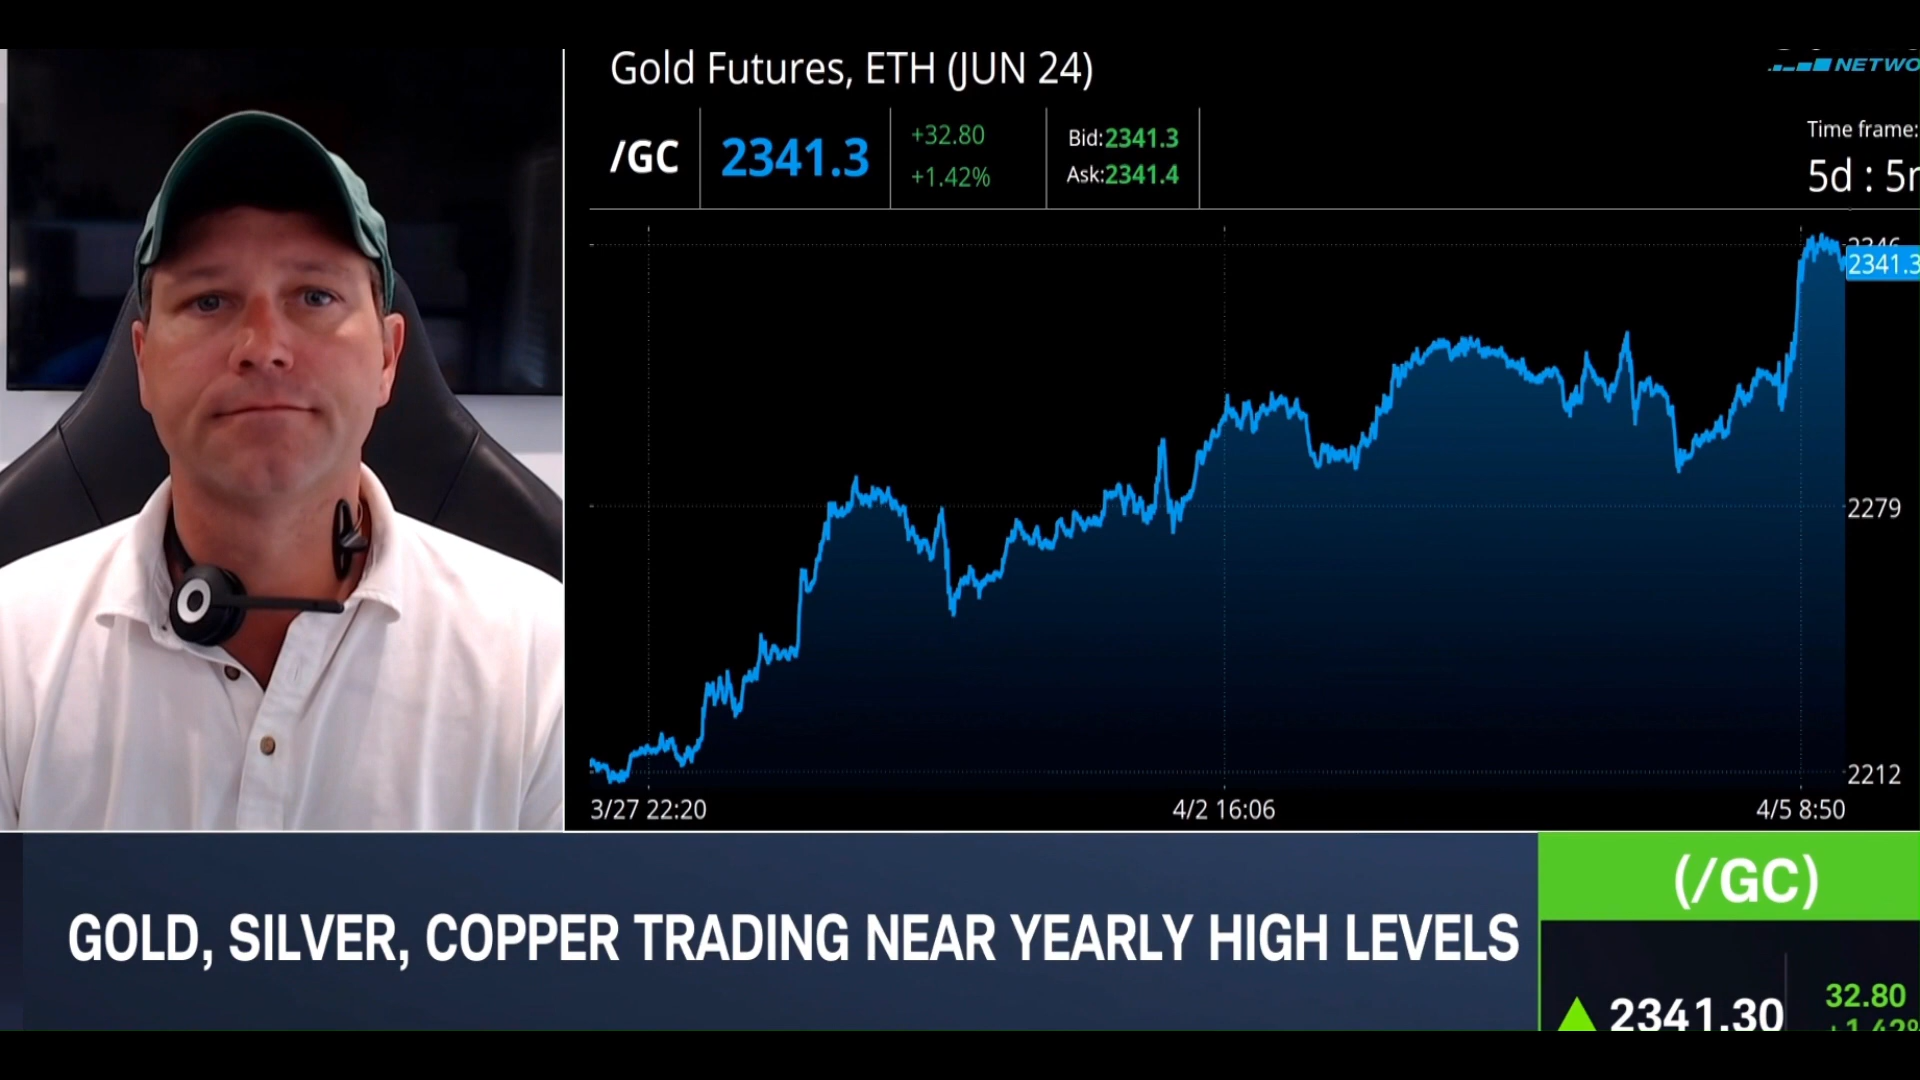 Gold Futures, ETH (JUN 24)
/GC
2341.3
+32.80
+1.42%
Bid:2341.3
Ask:2341.4
Time frame:
5d : 5
2341.3
2279
2212
3/27 22:20
4/2 16:06
4/5 8:50
GOLD, SILVER, COPPER TRADING NEAR YEARLY HIGH LEVELS
(/GC)
2341.30
32.80